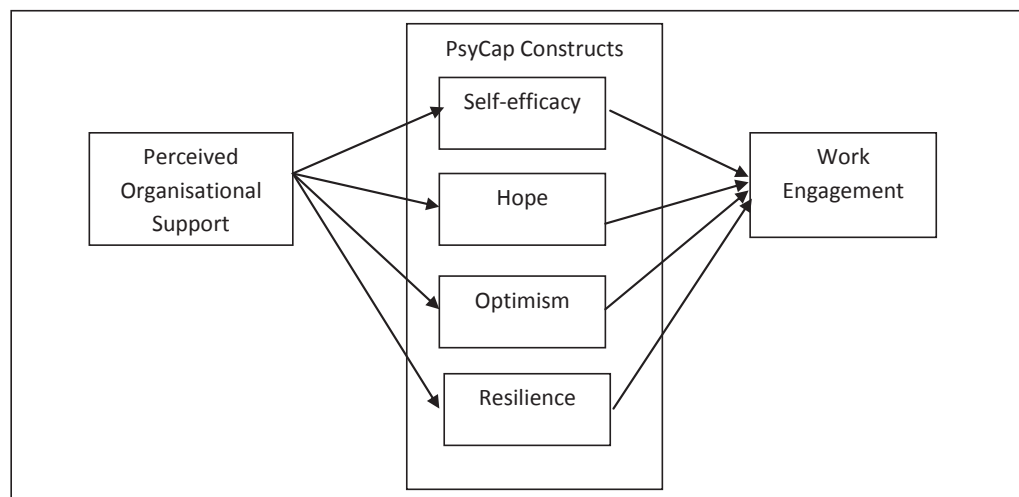 PsyCap Constructs
Self-efficacy
Perceived
Organisational
Support
Hope
Optimism
Resilience
Work
Engagement